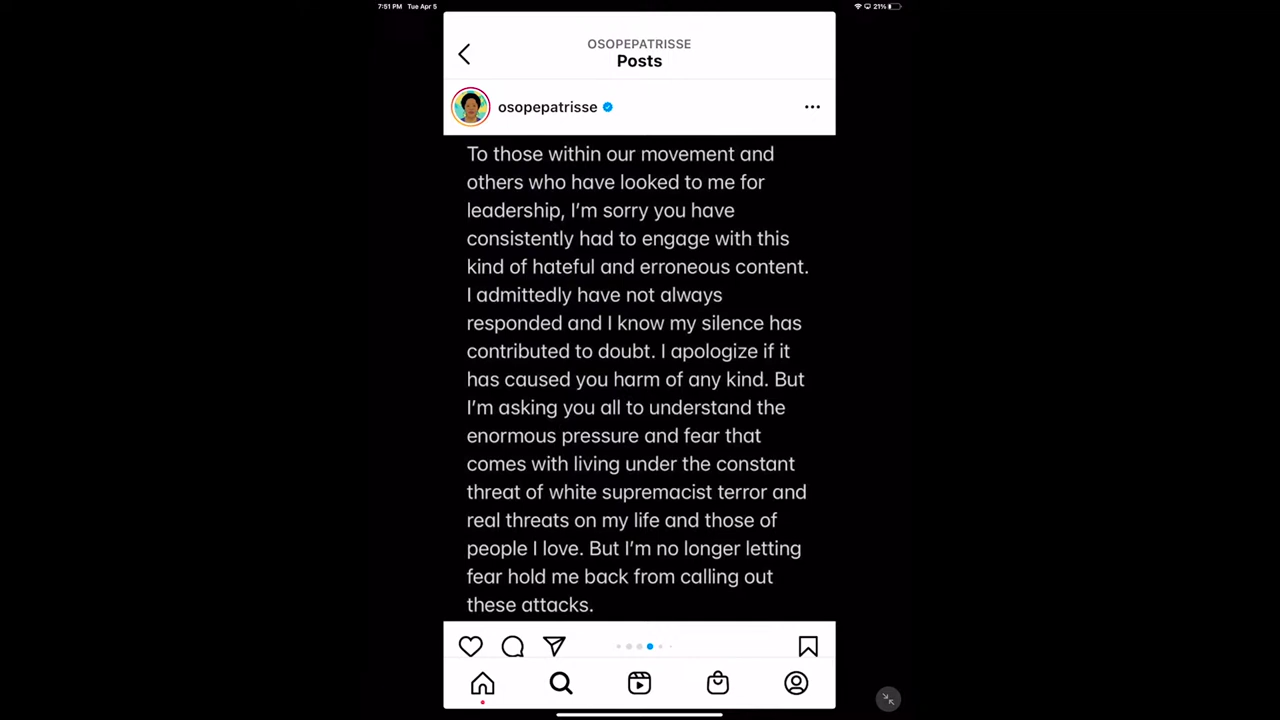 7:51 PM Tue Apr 5
21%
OSOPEPATRISSE
Posts
osopepatrisse
To those within our movement and
others who have looked to me for
leadership, I’m sorry you have
consistently had to engage with this
kind of hateful and erroneous content.
I admittedly have not always
responded and I know my silence has
contributed to doubt. I apologize if it
has caused you harm of any kind. But
I’m asking you all to understand the
enormous pressure and fear that
comes with living under the constant
threat of white supremacist terror and
real threats on my life and those of
people I love. But I’m no longer letting
fear hold me back from calling out
these attacks.